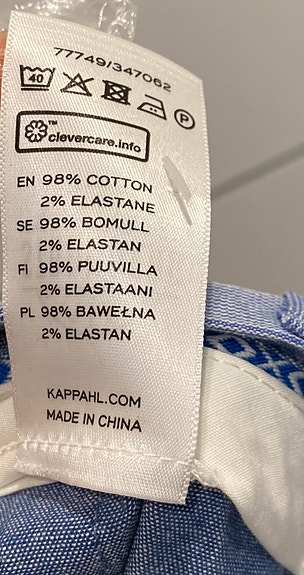 77749/347062
40 P
™
clevercare.info
EN 98% COTTON
2% ELASTANE
SE 98% BOMULL
2% ELASTAN
FI 98% PUUVILLA
2% ELASTAANI
PL 98% BAWEŁNA
2% ELASTAN
KAPPAHL.COM
MADE IN CHINA